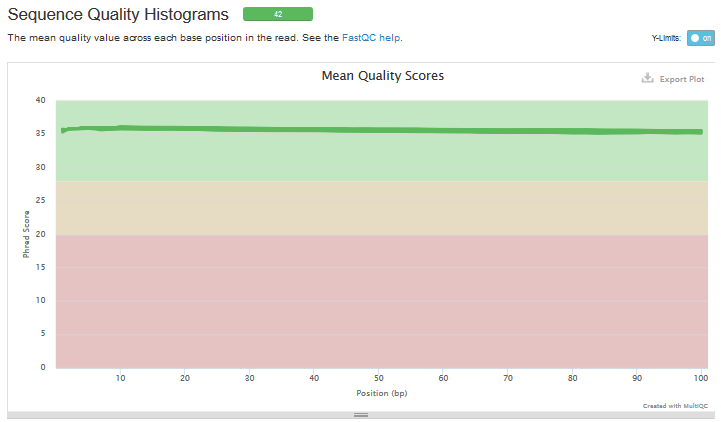 Sequence Quality Histograms 42
The mean quality value across each base position in the read. See the FastQC help.
Y-Limits: on
Mean Quality Scores
Export Plot
40
35
30
25
20
15
10
5
0
Phred Score
10 20 30 40 50 60 70 80 90 100
Position (bp)
Created with MultiQC